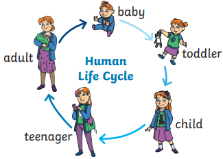 baby
toddler
child
teenager
adult
Human
Life Cycle